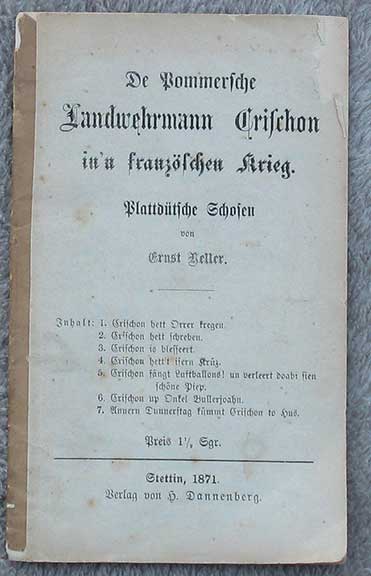 De Pommersche
Landwehrmann Crischon
in'n französchen Krieg.
Plattdütsche Schosen
von
Ernst Keller.
Inhalt: 1. Crischon hett Orrer kregen.
2. Crischon hett schreben.
3. Crischon is blesseert.
4. Crischon hett't isern Krüz.
5. Crischon fängt Luftballons! un verleert doabi sien
schöne Piep.
6. Crischon up Onkel Bullerjoahn.
7. Annern Dunnerstag kümmt Crischon to Hus.
Preis 1½ Sgr.
Stettin, 1871.
Verlag von H. Dannenberg.